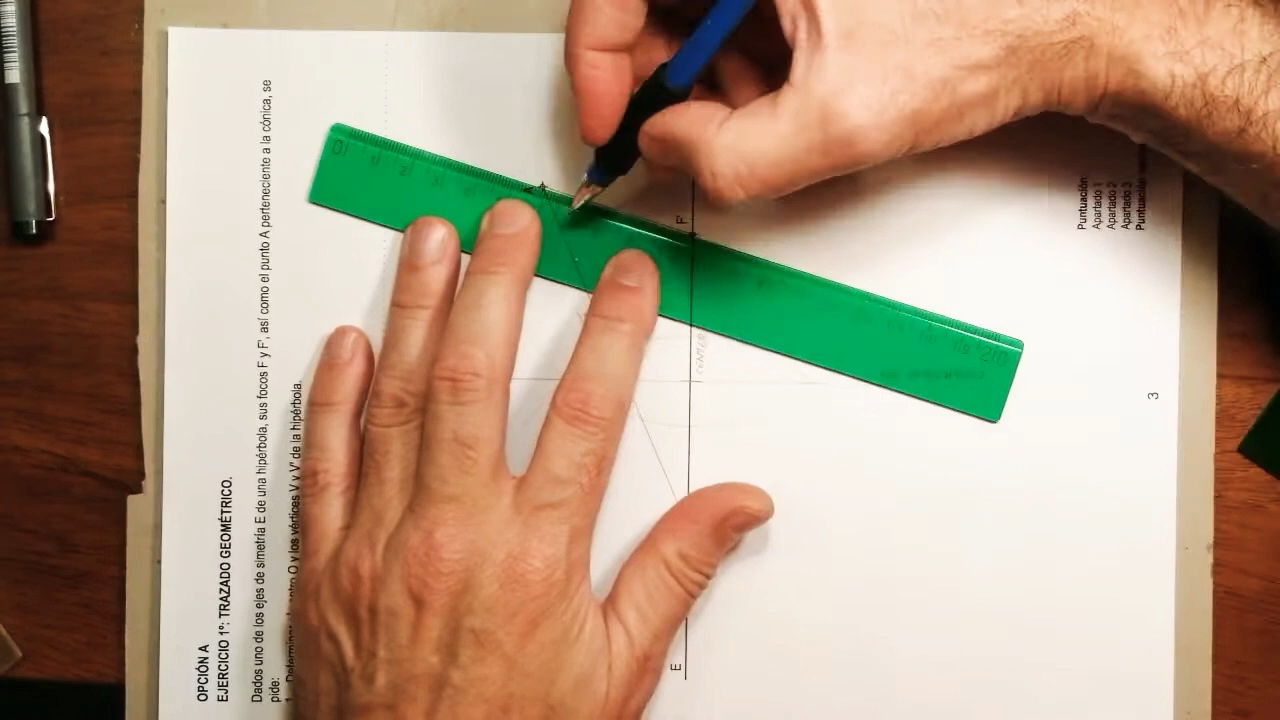 OPCIÓN A
EJERCICIO 1º: TRAZADO GEOMÉTRICO.
Dados uno de los ejes de simetría E de una hipérbola, sus focos F y F', así como el punto A perteneciente a la cónica, se
pide:
1 O y los vértices V y V' de la hipérbola.
A
F'
E
Puntuación
Apartado 1
Apartado 2
Apartado 3
3